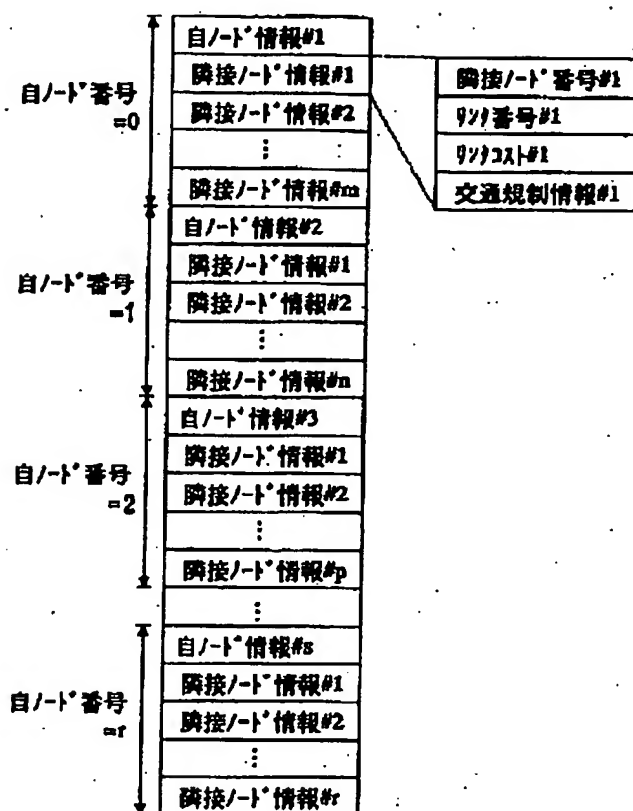 自ﾉｰﾄﾞ情報#1
隣接ﾉｰﾄﾞ情報#1
隣接ﾉｰﾄﾞ情報#2
⋮
隣接ﾉｰﾄﾞ情報#m
自ﾉｰﾄﾞ番号
=0
隣接ﾉｰﾄﾞ番号#1
ﾘﾝｸ番号#1
ﾘﾝｸｺｽﾄ#1
交通規制情報#1
自ﾉｰﾄﾞ情報#2
隣接ﾉｰﾄﾞ情報#1
隣接ﾉｰﾄﾞ情報#2
⋮
隣接ﾉｰﾄﾞ情報#n
自ﾉｰﾄﾞ番号
=1
自ﾉｰﾄﾞ情報#3
隣接ﾉｰﾄﾞ情報#1
隣接ﾉｰﾄﾞ情報#2
⋮
隣接ﾉｰﾄﾞ情報#p
自ﾉｰﾄﾞ番号
=2
⋮
自ﾉｰﾄﾞ情報#s
隣接ﾉｰﾄﾞ情報#1
隣接ﾉｰﾄﾞ情報#2
⋮
隣接ﾉｰﾄﾞ情報#r
自ﾉｰﾄﾞ番号
=r